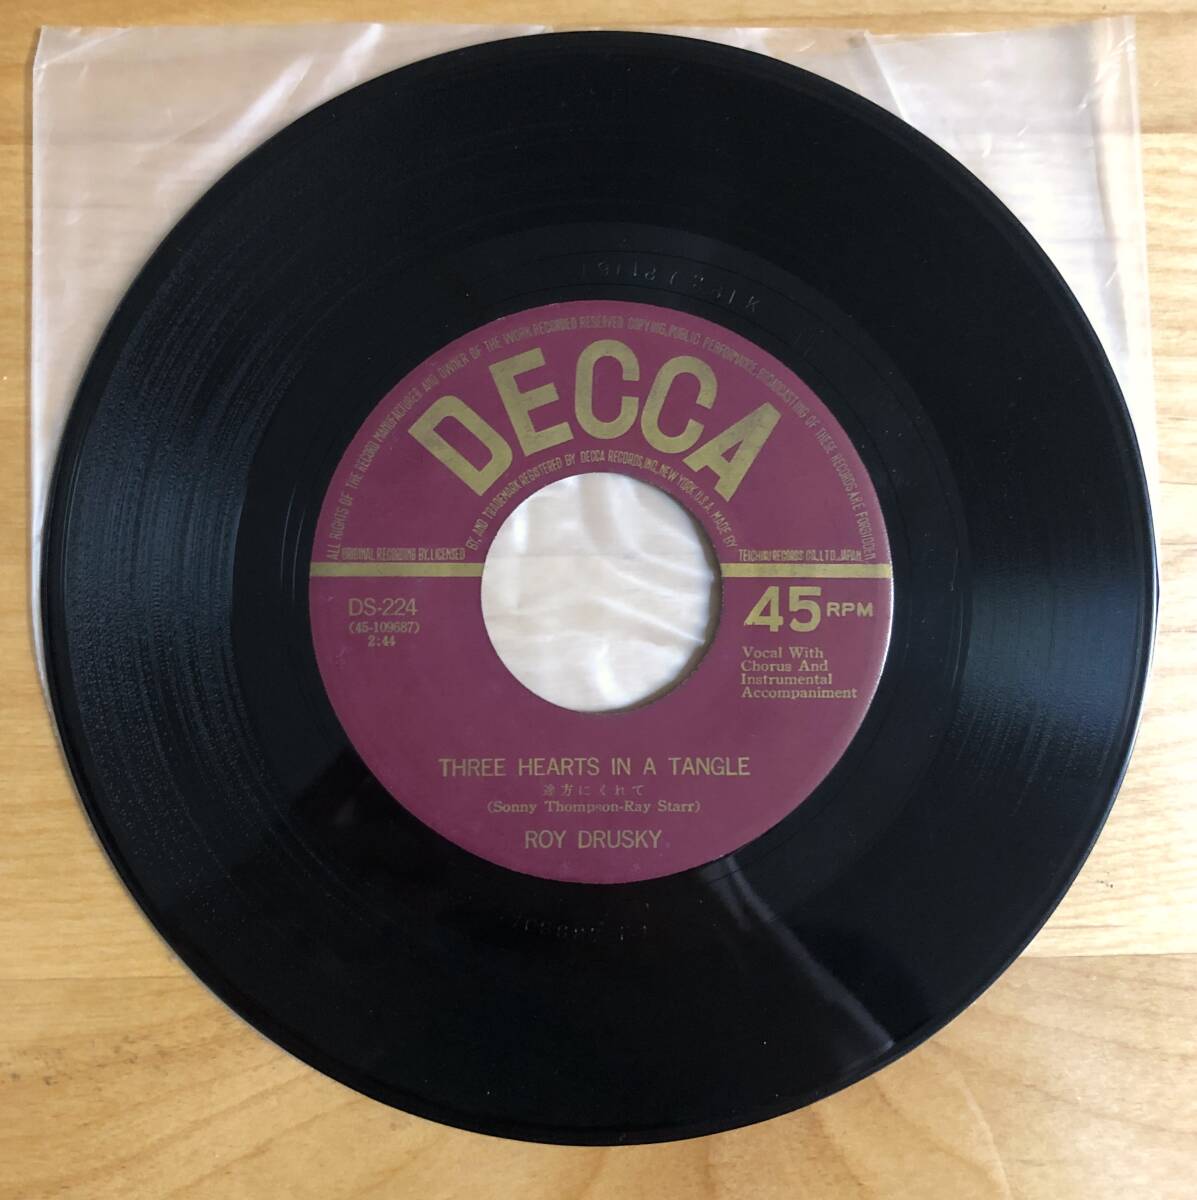 ALL RIGHTS OF THE RECORD MANUFACTURER AND OWNER OF THE WORK RECORDED RESERVED COPYING, PUBLIC PERFORMANCE, BROADCASTING OF THESE RECORDS ARE FORBIDDEN
DECCA
ORIGINAL RECORDING BY, LICENSED
BY, AND TRADEMARK REGISTERED BY DECCA RECORDS, INC., NEW YORK U.S.A. MADE BY
TEICHIKU RECORDS CO., LTD., JAPAN
DS-224
(45-109687)
2:44
45 RPM
Vocal With
Chorus And
Instrumental
Accompaniment
THREE HEARTS IN A TANGLE
途方にくれて
(Sonny Thompson-Ray Starr)
ROY DRUSKY